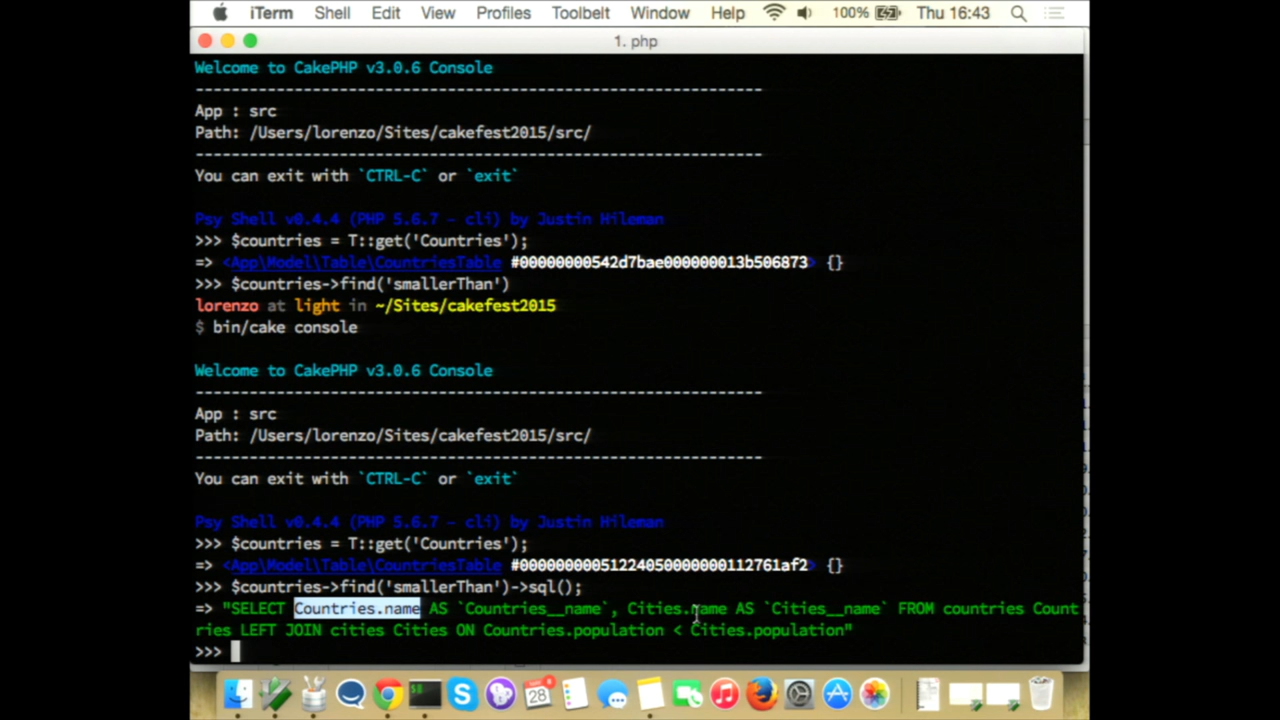 iTerm Shell Edit View Profiles Toolbelt Window Help 100% Thu 16:43
1. php
Welcome to CakePHP v3.0.6 Console
---------------------------------------------------------------
App : src
Path: /Users/lorenzo/Sites/cakefest2015/src/
---------------------------------------------------------------
You can exit with `CTRL-C` or `exit`
Psy Shell v0.4.4 (PHP 5.6.7 — cli) by Justin Hileman
>>> $countries = T::get('Countries');
=> <App\Model\Table\CountriesTable #00000000542d7bae000000013b506873> {}
>>> $countries->find('smallerThan')
lorenzo at light in ~/Sites/cakefest2015
$ bin/cake console
Welcome to CakePHP v3.0.6 Console
---------------------------------------------------------------
App : src
Path: /Users/lorenzo/Sites/cakefest2015/src/
---------------------------------------------------------------
You can exit with `CTRL-C` or `exit`
Psy Shell v0.4.4 (PHP 5.6.7 — cli) by Justin Hileman
>>> $countries = T::get('Countries');
=> <App\Model\Table\CountriesTable #00000000051224050000000112761af2> {}
>>> $countries->find('smallerThan')->sql();
=> "SELECT Countries.name AS `Countries__name`, Cities.name AS `Cities__name` FROM countries Count
ries LEFT JOIN cities Cities ON Countries.population < Cities.population"
>>>
28